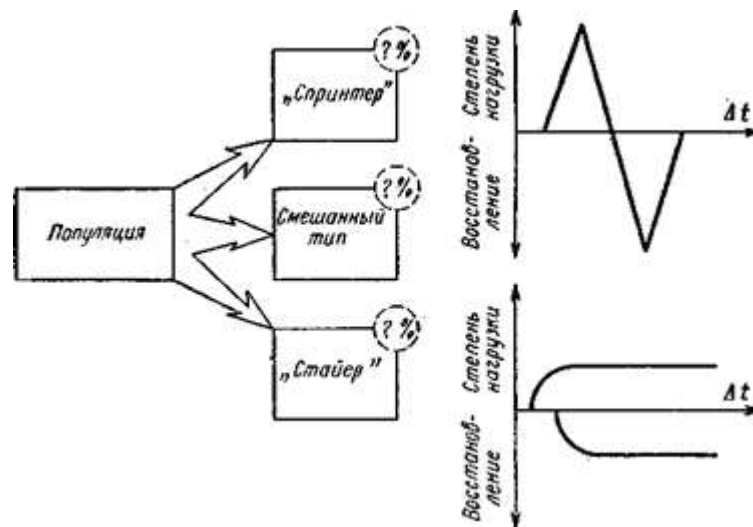 ? %
„Спринтер”
Популяция
? %
Смешанный
тип
? %
„Стайер”
Степень
нагрузки
Восстанов-
ление
Δt
Степень
нагрузки
Восстанов-
ление
Δt